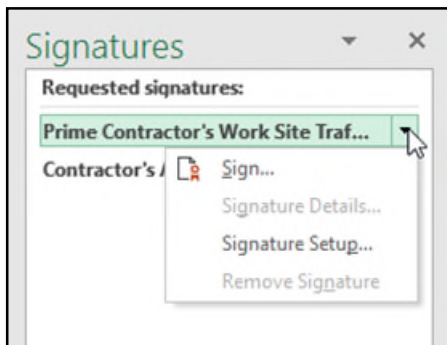 Signatures
Requested signatures:
Prime Contractor's Work Site Traf...
Contractor's
Sign...
Signature Details...
Signature Setup...
Remove Signature